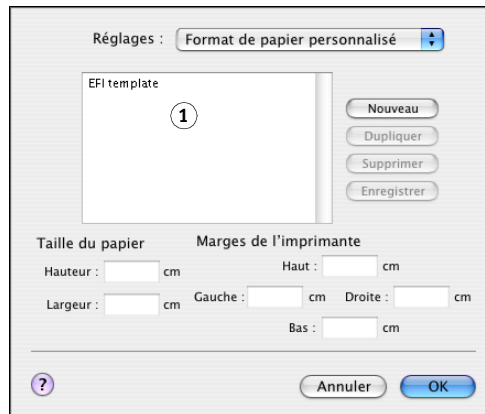 Réglages : Format de papier personnalisé
EFI template
1
Nouveau
Dupliquer
Supprimer
Enregistrer
Taille du papier
Marges de l'imprimante
Hauteur : cm
Haut : cm
Largeur : cm
Gauche : cm Droite : cm
Bas : cm
? Annuler OK